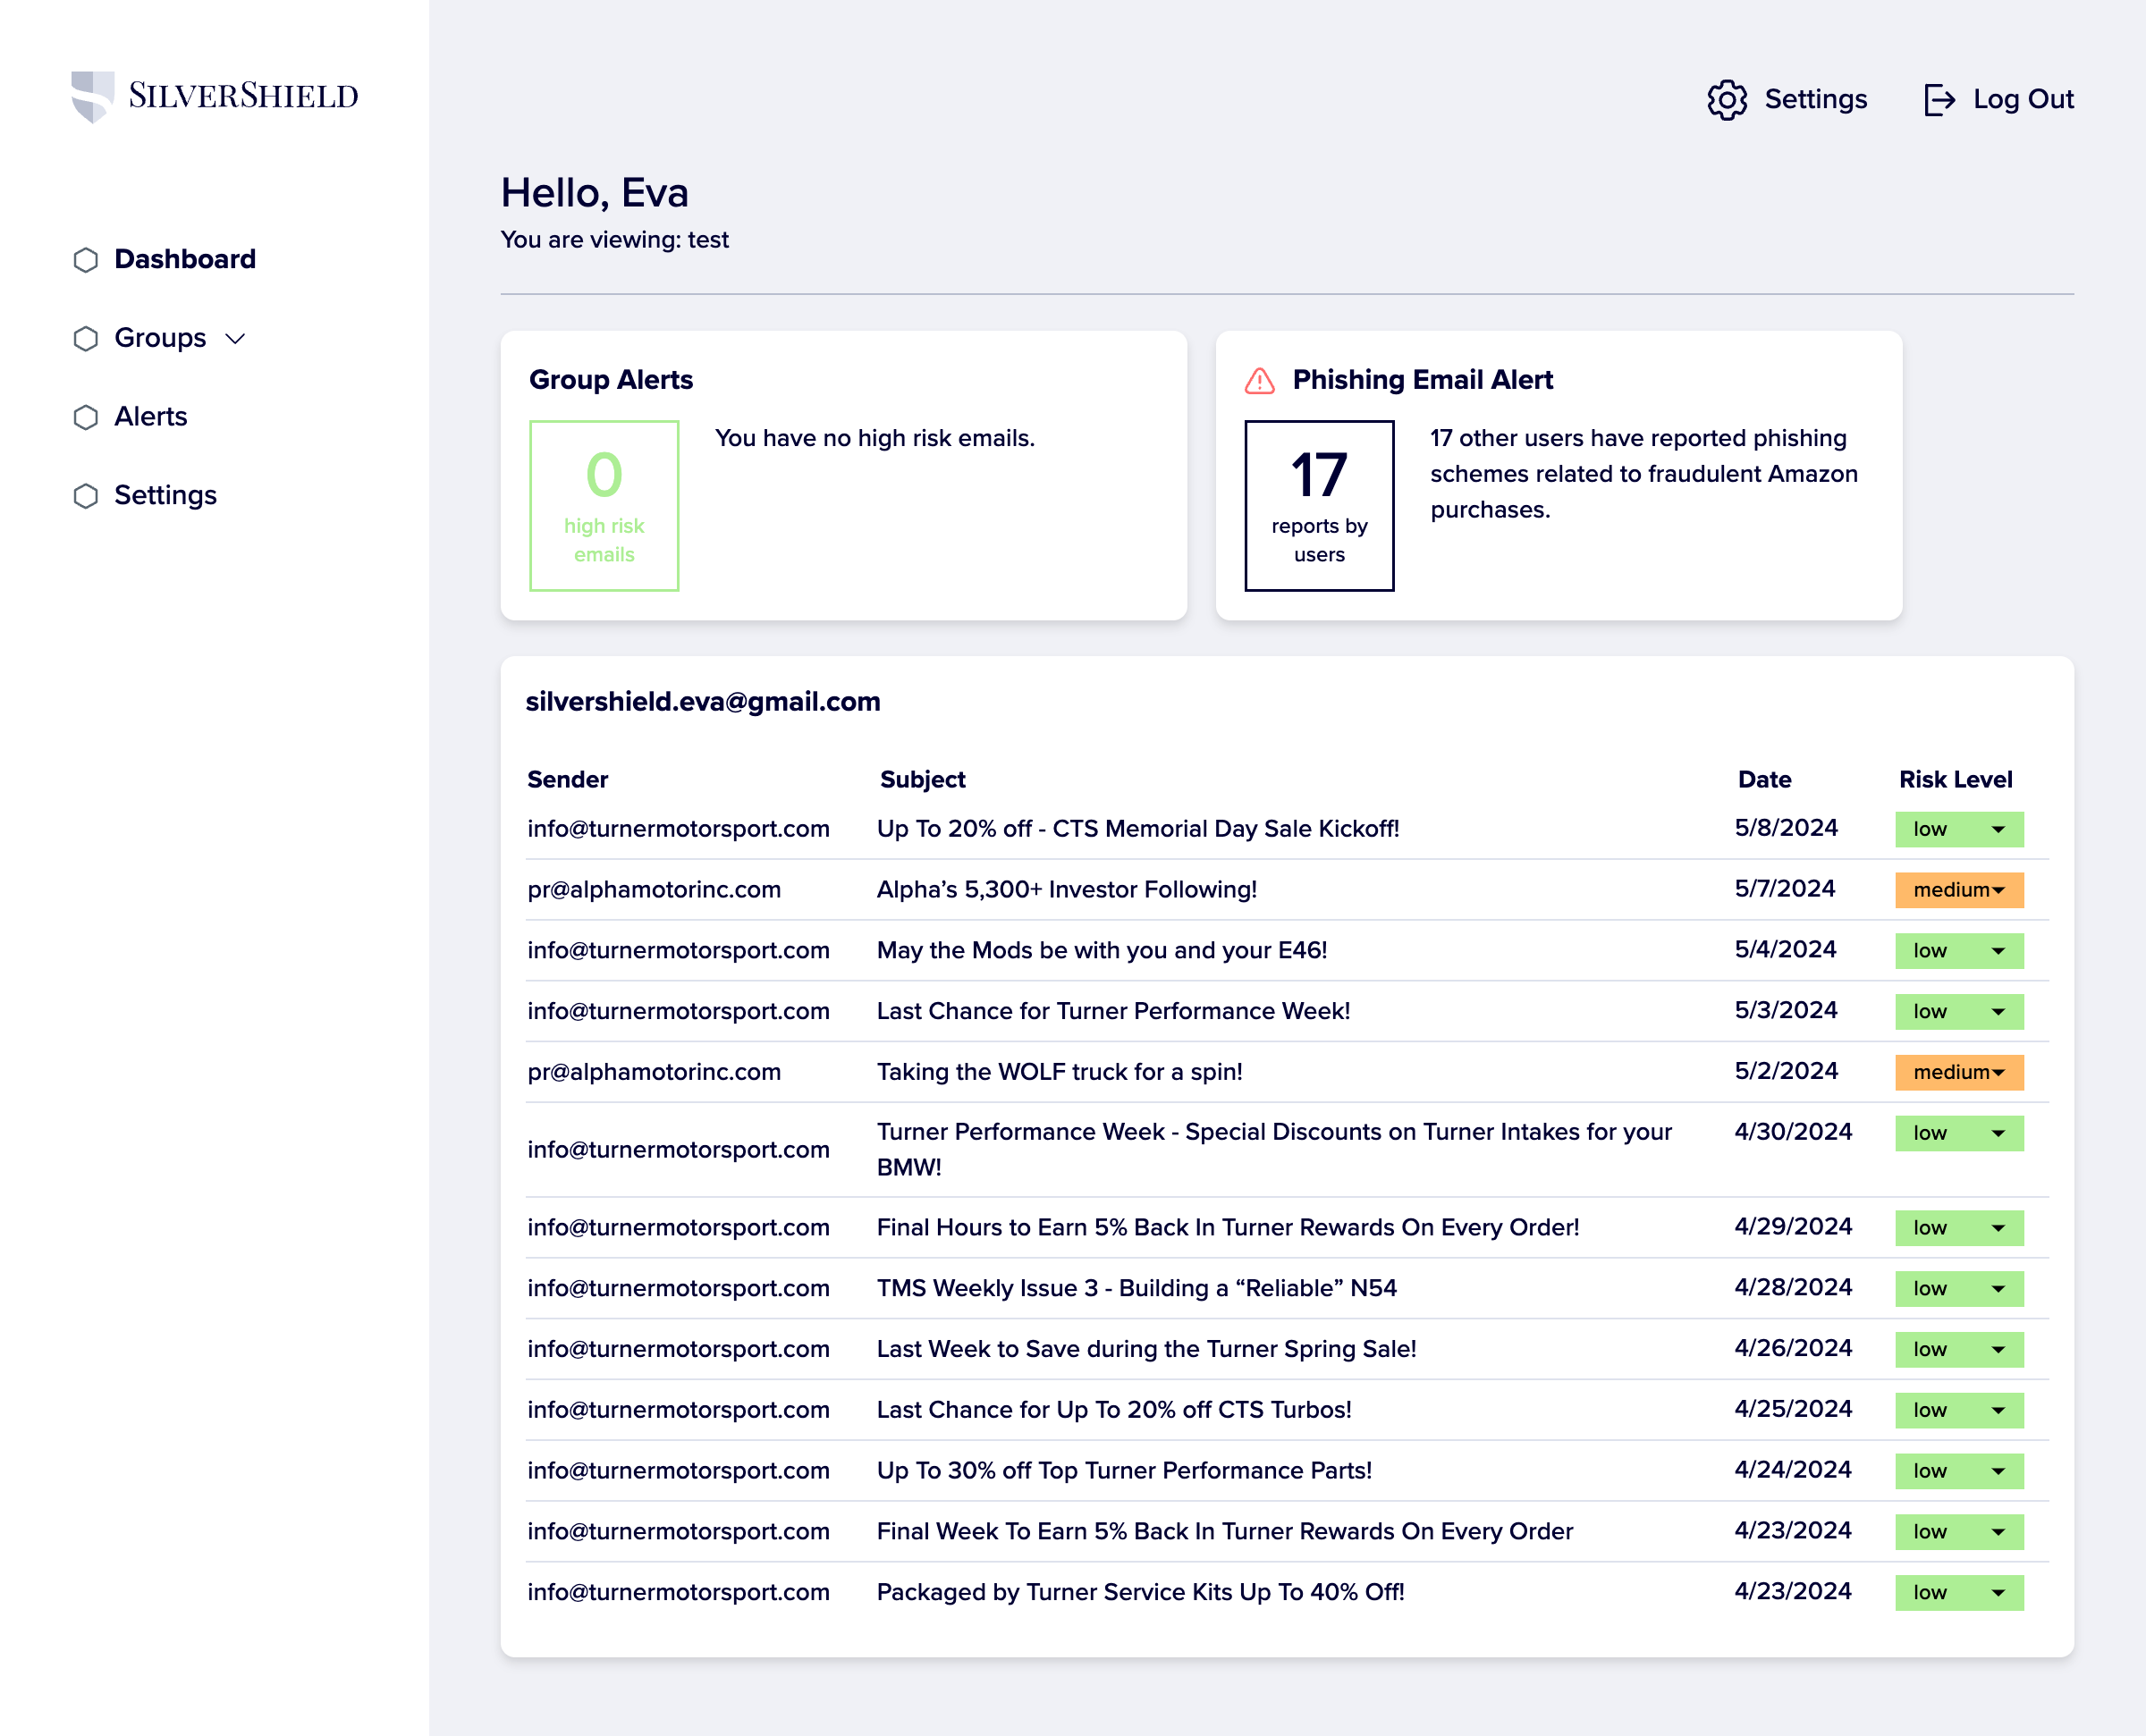 SILVERSHIELD
Settings
Log Out
Dashboard
Groups
Alerts
Settings
Hello, Eva
You are viewing: test
Group Alerts
0
high risk
emails
You have no high risk emails.
Phishing Email Alert
17
reports by
users
17 other users have reported phishing
schemes related to fraudulent Amazon
purchases.
silvershield.eva@gmail.com
Sender Subject Date Risk Level
info@turnermotorsport.com Up To 20% off - CTS Memorial Day Sale Kickoff! 5/8/2024 low
pr@alphamotorinc.com Alpha’s 5,300+ Investor Following! 5/7/2024 medium
info@turnermotorsport.com May the Mods be with you and your E46! 5/4/2024 low
info@turnermotorsport.com Last Chance for Turner Performance Week! 5/3/2024 low
pr@alphamotorinc.com Taking the WOLF truck for a spin! 5/2/2024 medium
info@turnermotorsport.com Turner Performance Week - Special Discounts on Turner Intakes for your 4/30/2024 low
BMW!
info@turnermotorsport.com Final Hours to Earn 5% Back In Turner Rewards On Every Order! 4/29/2024 low
info@turnermotorsport.com TMS Weekly Issue 3 - Building a “Reliable” N54 4/28/2024 low
info@turnermotorsport.com Last Week to Save during the Turner Spring Sale! 4/26/2024 low
info@turnermotorsport.com Last Chance for Up To 20% off CTS Turbos! 4/25/2024 low
info@turnermotorsport.com Up To 30% off Top Turner Performance Parts! 4/24/2024 low
info@turnermotorsport.com Final Week To Earn 5% Back In Turner Rewards On Every Order 4/23/2024 low
info@turnermotorsport.com Packaged by Turner Service Kits Up To 40% Off! 4/23/2024 low